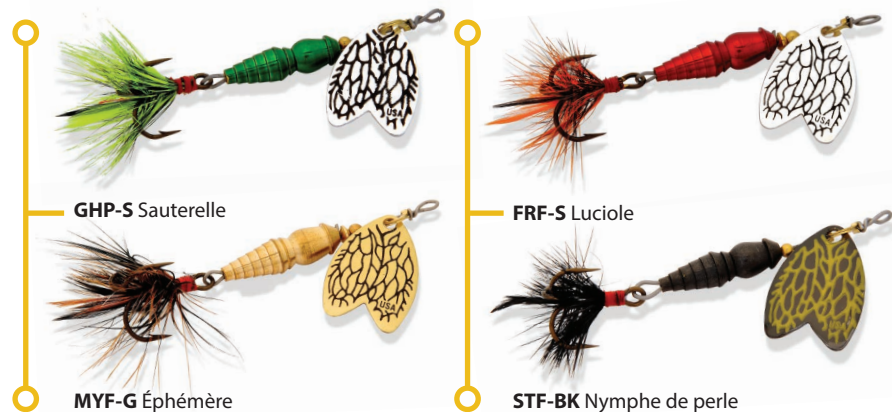 USA
USA
GHP-S Sauterelle
FRF-S Luciole
USA
MYF-G Éphémère
STF-BK Nymphe de perle